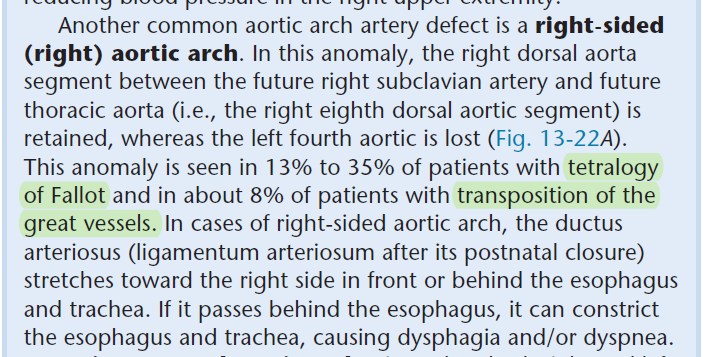 reducing blood pressure in the right upper extremity.
Another common aortic arch artery defect is a right-sided
(right) aortic arch. In this anomaly, the right dorsal aorta
segment between the future right subclavian artery and future
thoracic aorta (i.e., the right eighth dorsal aortic segment) is
retained, whereas the left fourth aortic is lost (Fig. 13-22A).
This anomaly is seen in 13% to 35% of patients with tetralogy
of Fallot and in about 8% of patients with transposition of the
great vessels. In cases of right-sided aortic arch, the ductus
arteriosus (ligamentum arteriosum after its postnatal closure)
stretches toward the right side in front or behind the esophagus
and trachea. If it passes behind the esophagus, it can constrict
the esophagus and trachea, causing dysphagia and/or dyspnea.